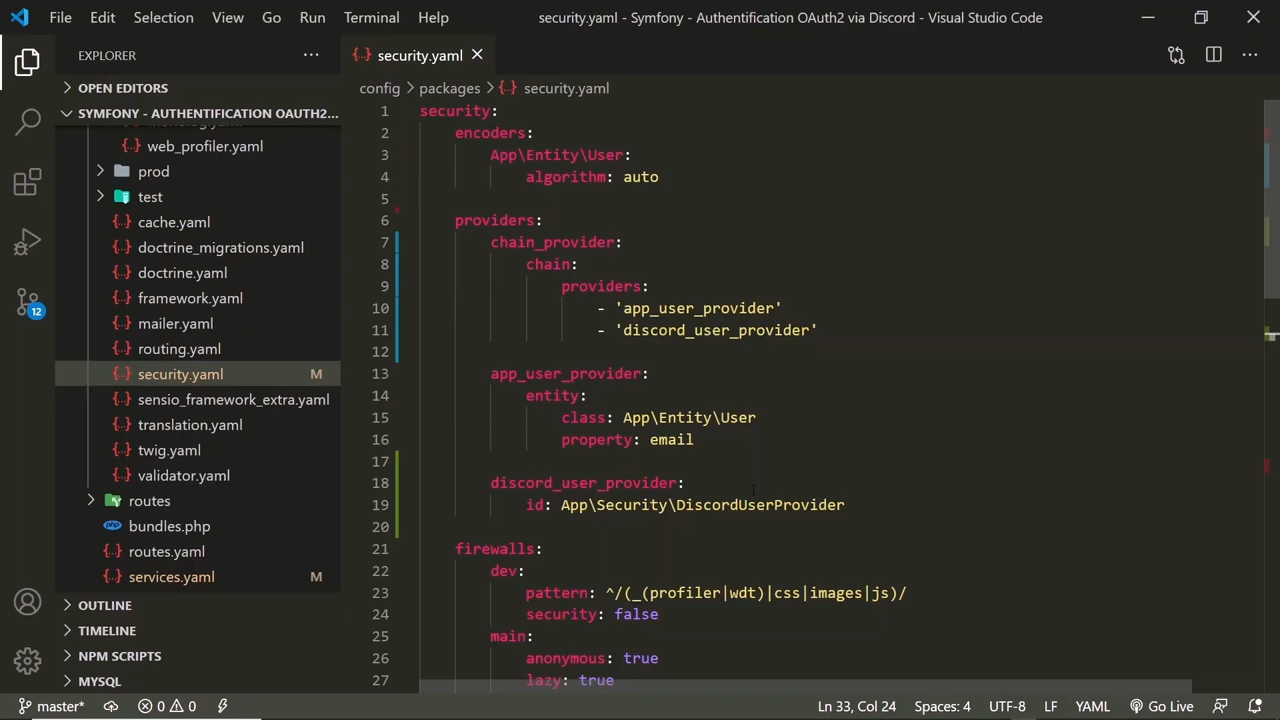 File Edit Selection View Go Run Terminal Help
security.yaml - Symfony - Authentification OAuth2 via Discord - Visual Studio Code
EXPLORER
OPEN EDITORS
SYMFONY - AUTHENTIFICATION OAUTH2...
web_profiler.yaml
prod
test
cache.yaml
doctrine_migrations.yaml
doctrine.yaml
framework.yaml
mailer.yaml
routing.yaml
security.yaml M
sensio_framework_extra.yaml
translation.yaml
twig.yaml
validator.yaml
routes
bundles.php
routes.yaml
services.yaml M
OUTLINE
TIMELINE
NPM SCRIPTS
MYSQL
12
security.yaml
config > packages > security.yaml
1 security:
2 encoders:
3 App\Entity\User:
4 algorithm: auto
5
6 providers:
7 chain_provider:
8 chain:
9 providers:
10 - 'app_user_provider'
11 - 'discord_user_provider'
12
13 app_user_provider:
14 entity:
15 class: App\Entity\User
16 property: email
17
18 discord_user_provider:
19 id: App\Security\DiscordUserProvider
20
21 firewalls:
22 dev:
23 pattern: ^/(_(profiler|wdt)|css|images|js)/
24 security: false
25 main:
26 anonymous: true
27 lazy: true
master* 0 0 Ln 33, Col 24 Spaces: 4 UTF-8 LF YAML Go Live